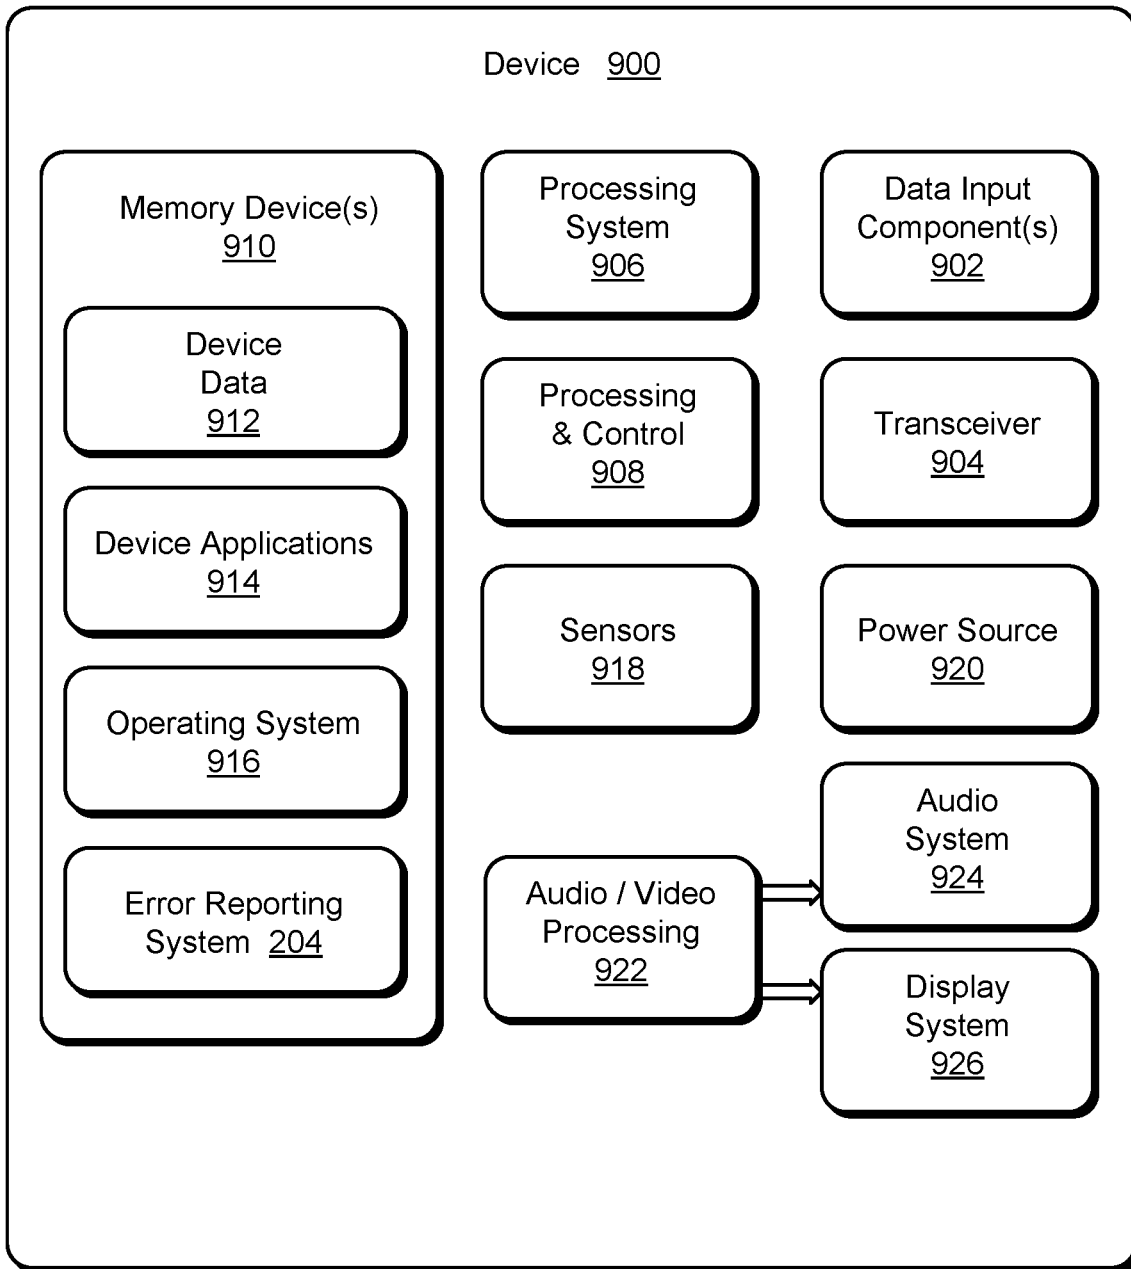 Device 900
Memory Device(s)
910
Device
Data
912
Device Applications
914
Operating System
916
Error Reporting
System 204
Processing
System
906
Data Input
Component(s)
902
Processing
& Control
908
Transceiver
904
Sensors
918
Power Source
920
Audio / Video
Processing
922
Audio
System
924
Display
System
926